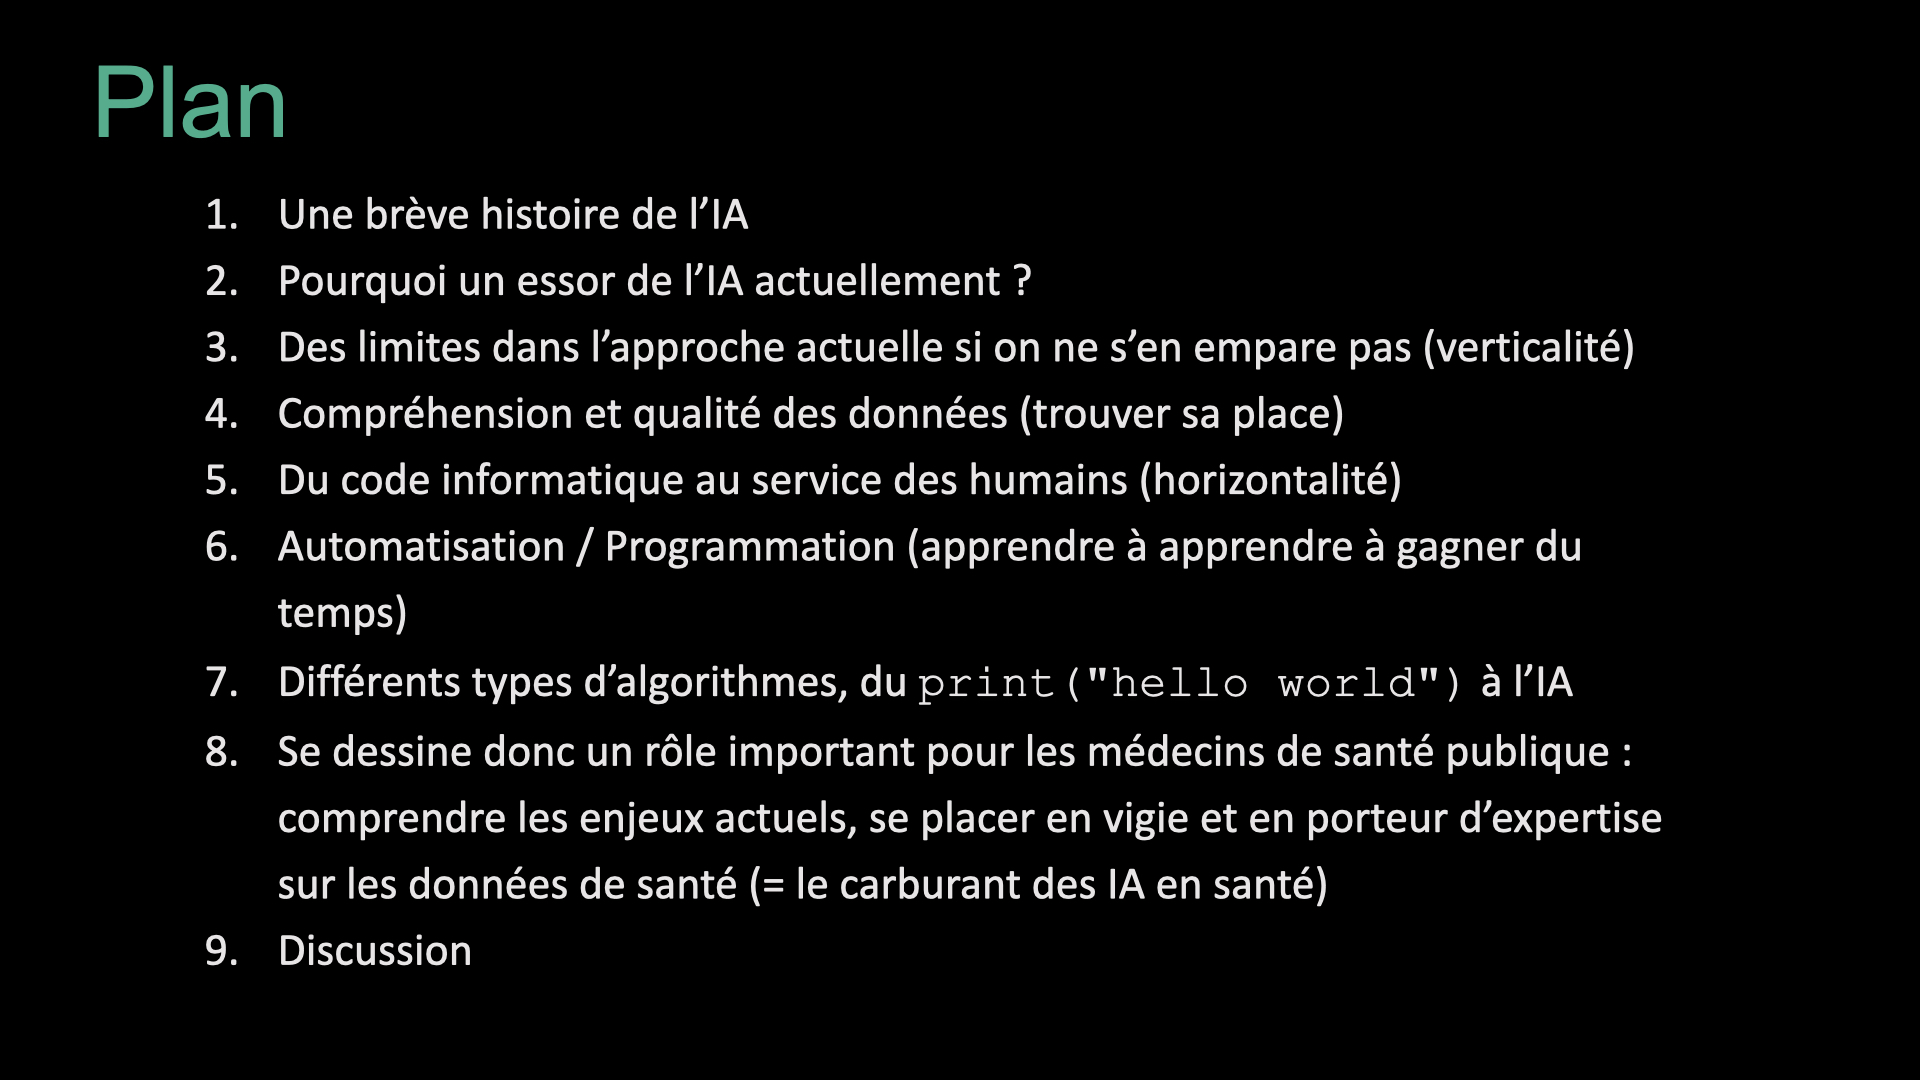 Plan
1. Une brève histoire de l’IA
2. Pourquoi un essor de l’IA actuellement ?
3. Des limites dans l’approche actuelle si on ne s’en empare pas (verticalité)
4. Compréhension et qualité des données (trouver sa place)
5. Du code informatique au service des humains (horizontalité)
6. Automatisation / Programmation (apprendre à apprendre à gagner du
temps)
7. Différents types d’algorithmes, du print("hello world") à l’IA
8. Se dessine donc un rôle important pour les médecins de santé publique :
comprendre les enjeux actuels, se placer en vigie et en porteur d’expertise
sur les données de santé (= le carburant des IA en santé)
9. Discussion